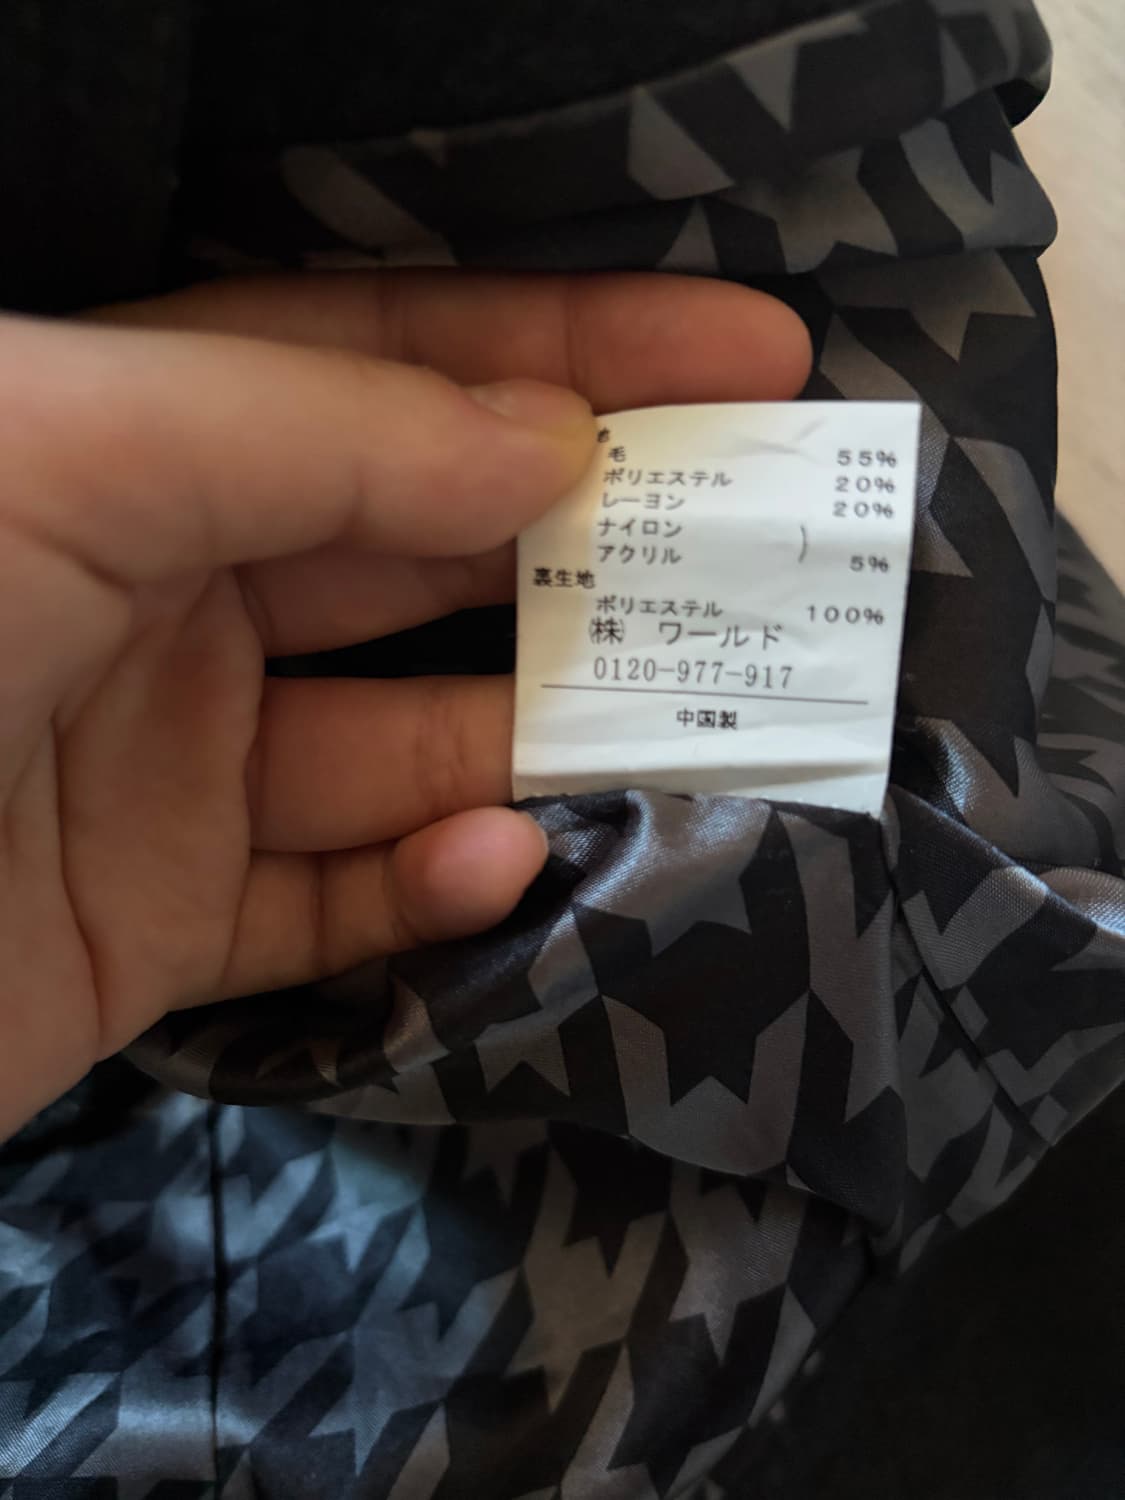 地
毛 55%
ポリエステル 20%
レーヨン 20%
ナイロン
アクリル ) 5%
裏生地
ポリエステル 100%
㈱ ワールド
0120-977-917
中国製